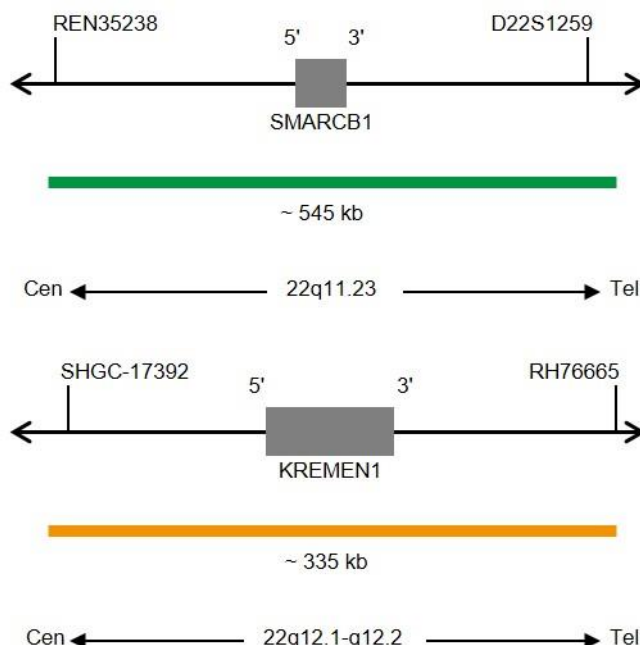 REN35238 5' 3' D22S1259
SMARCB1
~ 545 kb
Cen 22q11.23 Tel
SHGC-17392 5' 3' RH76665
KREMEN1
~ 335 kb
Cen 22q12.1-q12.2 Tel